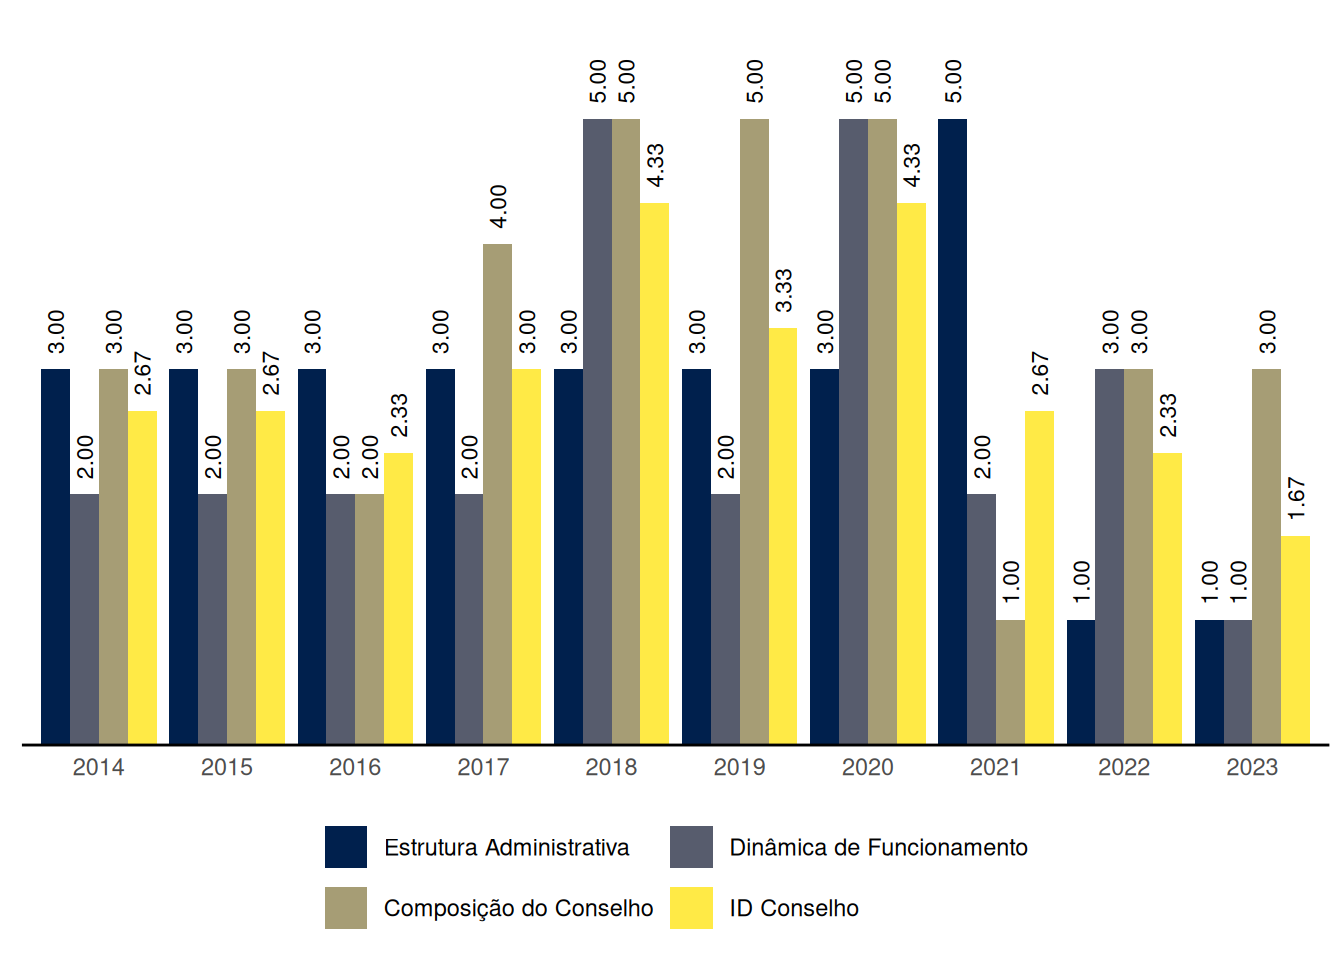 5.00 5.00 5.00 5.00 5.00 5.00
4.33 4.33
4.00
3.33
3.00 3.00 3.00 3.00 3.00 3.00 3.00 3.00 3.00 3.00 3.00 3.00
2.67 2.67 2.67
2.33 2.33
2.00 2.00 2.00 2.00 2.00 2.00 2.00
1.67
1.00 1.00 1.00 1.00
2014 2015 2016 2017 2018 2019 2020 2021 2022 2023
Estrutura Administrativa Dinâmica de Funcionamento
Composição do Conselho ID Conselho